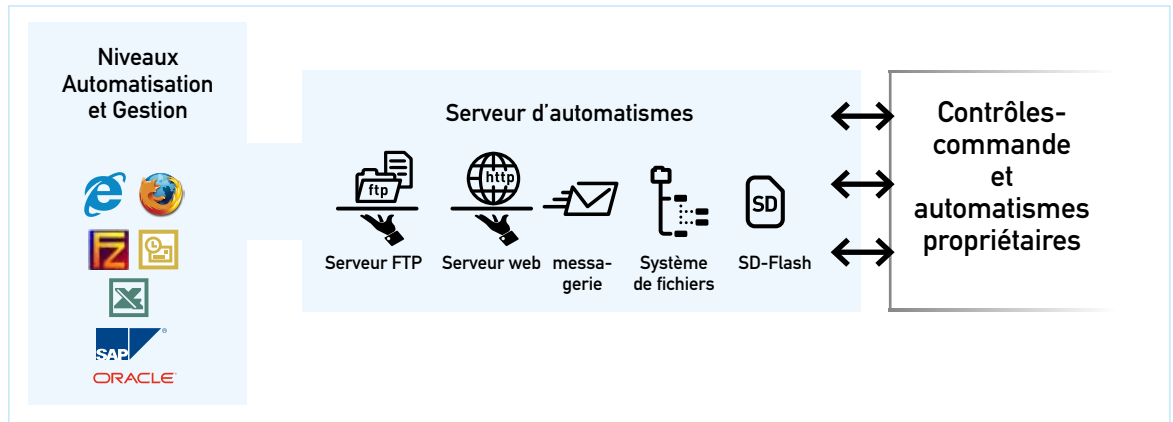 Niveaux
Automatisation
et Gestion
Serveur d'automatismes
Contrôles-
commande
et
automatismes
propriétaires
ftp
http
SD
Serveur FTP
Serveur web
messa-
gerie
Système
de fichiers
SD-Flash
FZ
X
SAP
®
ORACLE